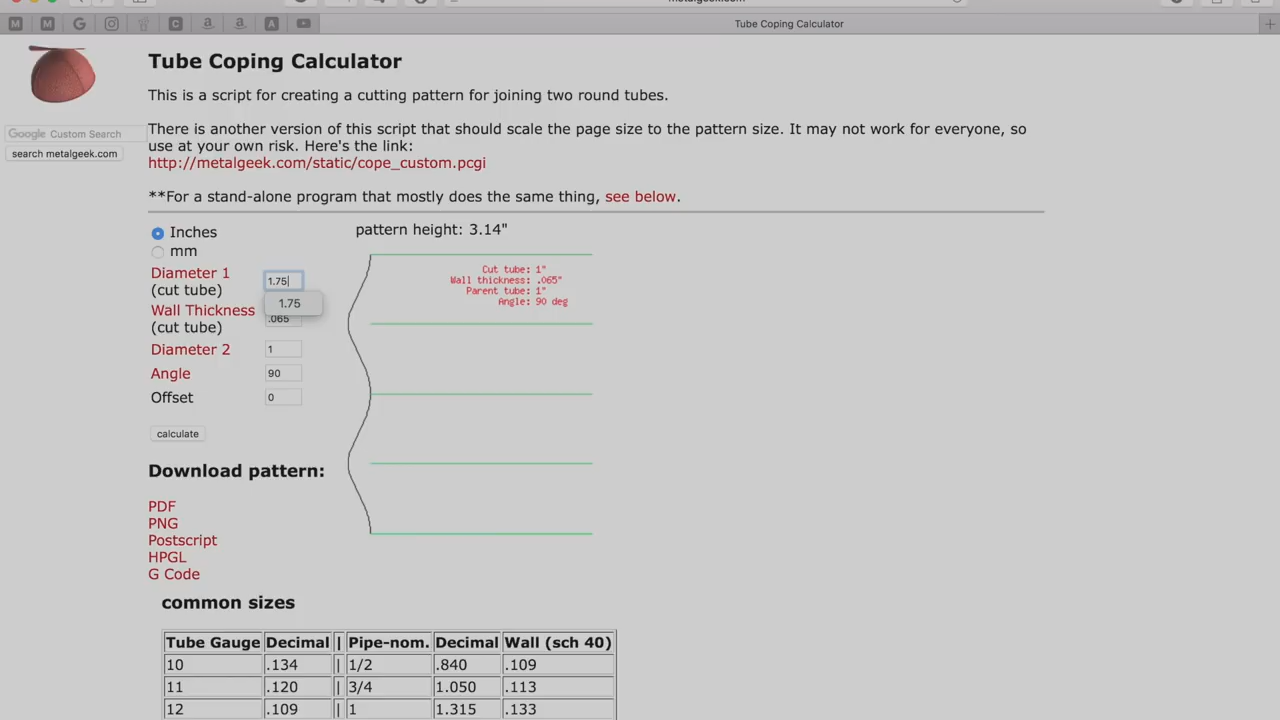 metalgeek.com
M M G C a a A
Tube Coping Calculator
Tube Coping Calculator
This is a script for creating a cutting pattern for joining two round tubes.
Google Custom Search
There is another version of this script that should scale the page size to the pattern size. It may not work for everyone, so
search metalgeek.com
use at your own risk. Here's the link:
http://metalgeek.com/static/cope_custom.pcgi
**For a stand-alone program that mostly does the same thing, see below.
Inches
pattern height: 3.14"
mm
Diameter 1
(cut tube)
1.75
1.75
Wall Thickness
(cut tube)
.065
Diameter 2
1
Angle
90
Offset
0
calculate
Cut tube: 1"
Wall thickness: .065"
Parent tube: 1"
Angle: 90 deg
Download pattern:
PDF
PNG
Postscript
HPGL
G Code
common sizes
Tube Gauge Decimal | Pipe-nom. Decimal Wall (sch 40)
10 .134 | 1/2 .840 .109
11 .120 | 3/4 1.050 .113
12 .109 | 1 1.315 .133